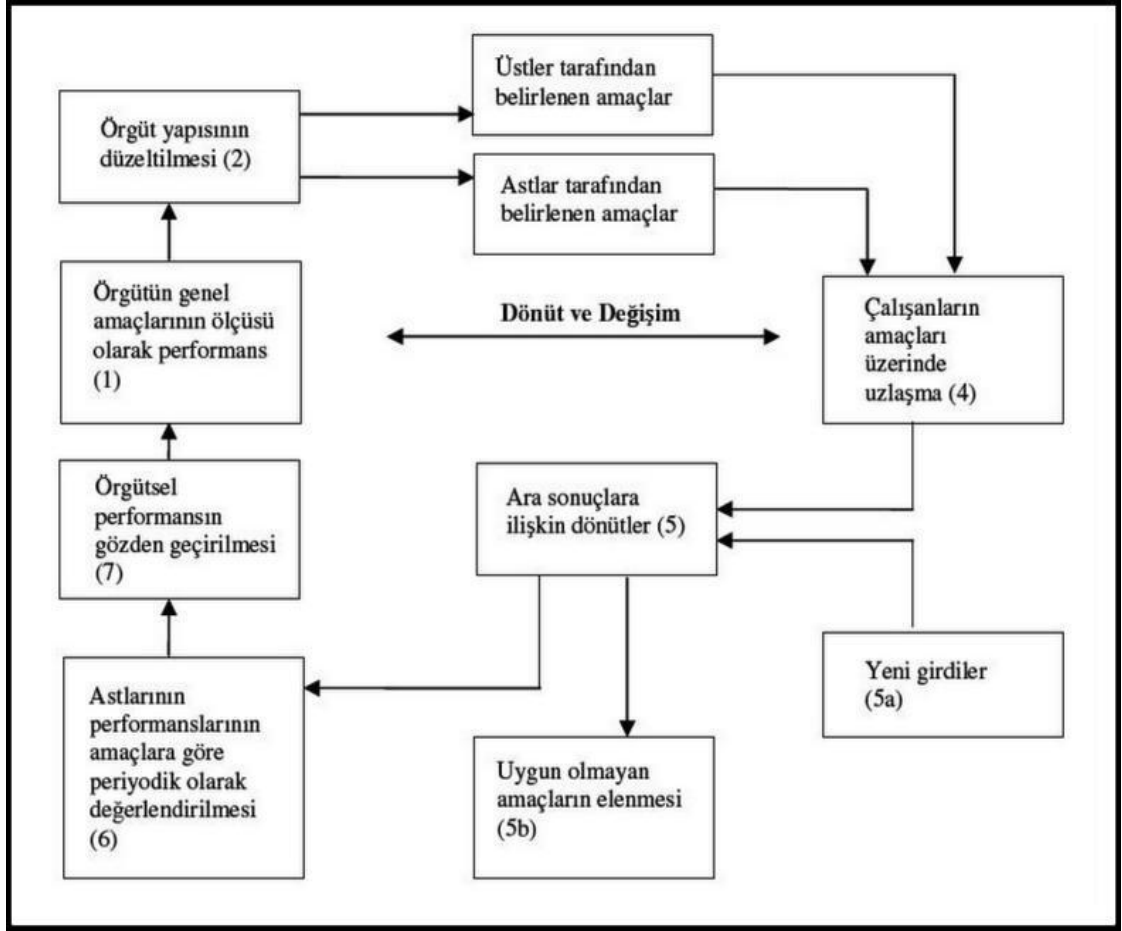 Üstler tarafından
belirlenen amaçlar
Örgüt yapısının
düzeltilmesi (2)
Astlar tarafından
belirlenen amaçlar
Örgütün genel
amaçlarının ölçüsü
olarak performans
(1)
Dönüt ve Değişim
Çalışanların
amaçları
üzerinde
uzlaşma (4)
Örgütsel
performansın
gözden geçirilmesi
(7)
Ara sonuçlara
ilişkin dönütler (5)
Yeni girdiler
(5a)
Astlarının
performanslarının
amaçlara göre
periyodik olarak
değerlendirilmesi
(6)
Uygun olmayan
amaçların elenmesi
(5b)